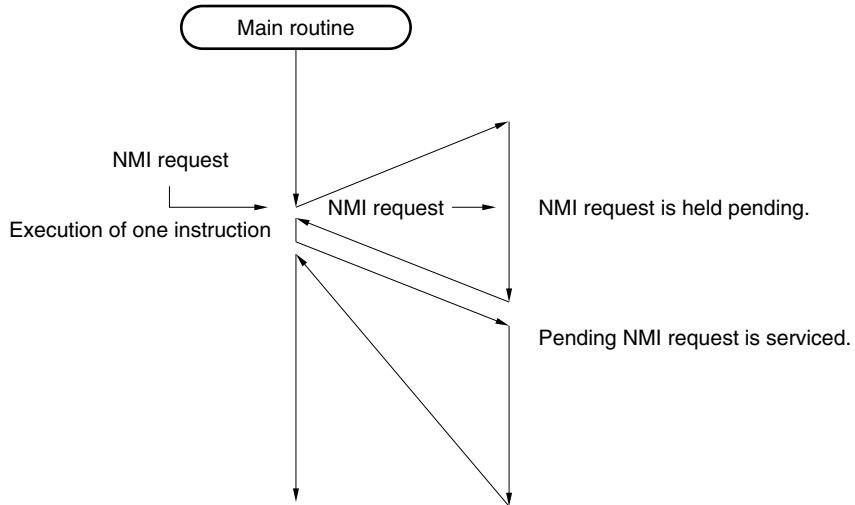 Main routine
NMI request
NMI request
NMI request is held pending.
Execution of one instruction
Pending NMI request is serviced.